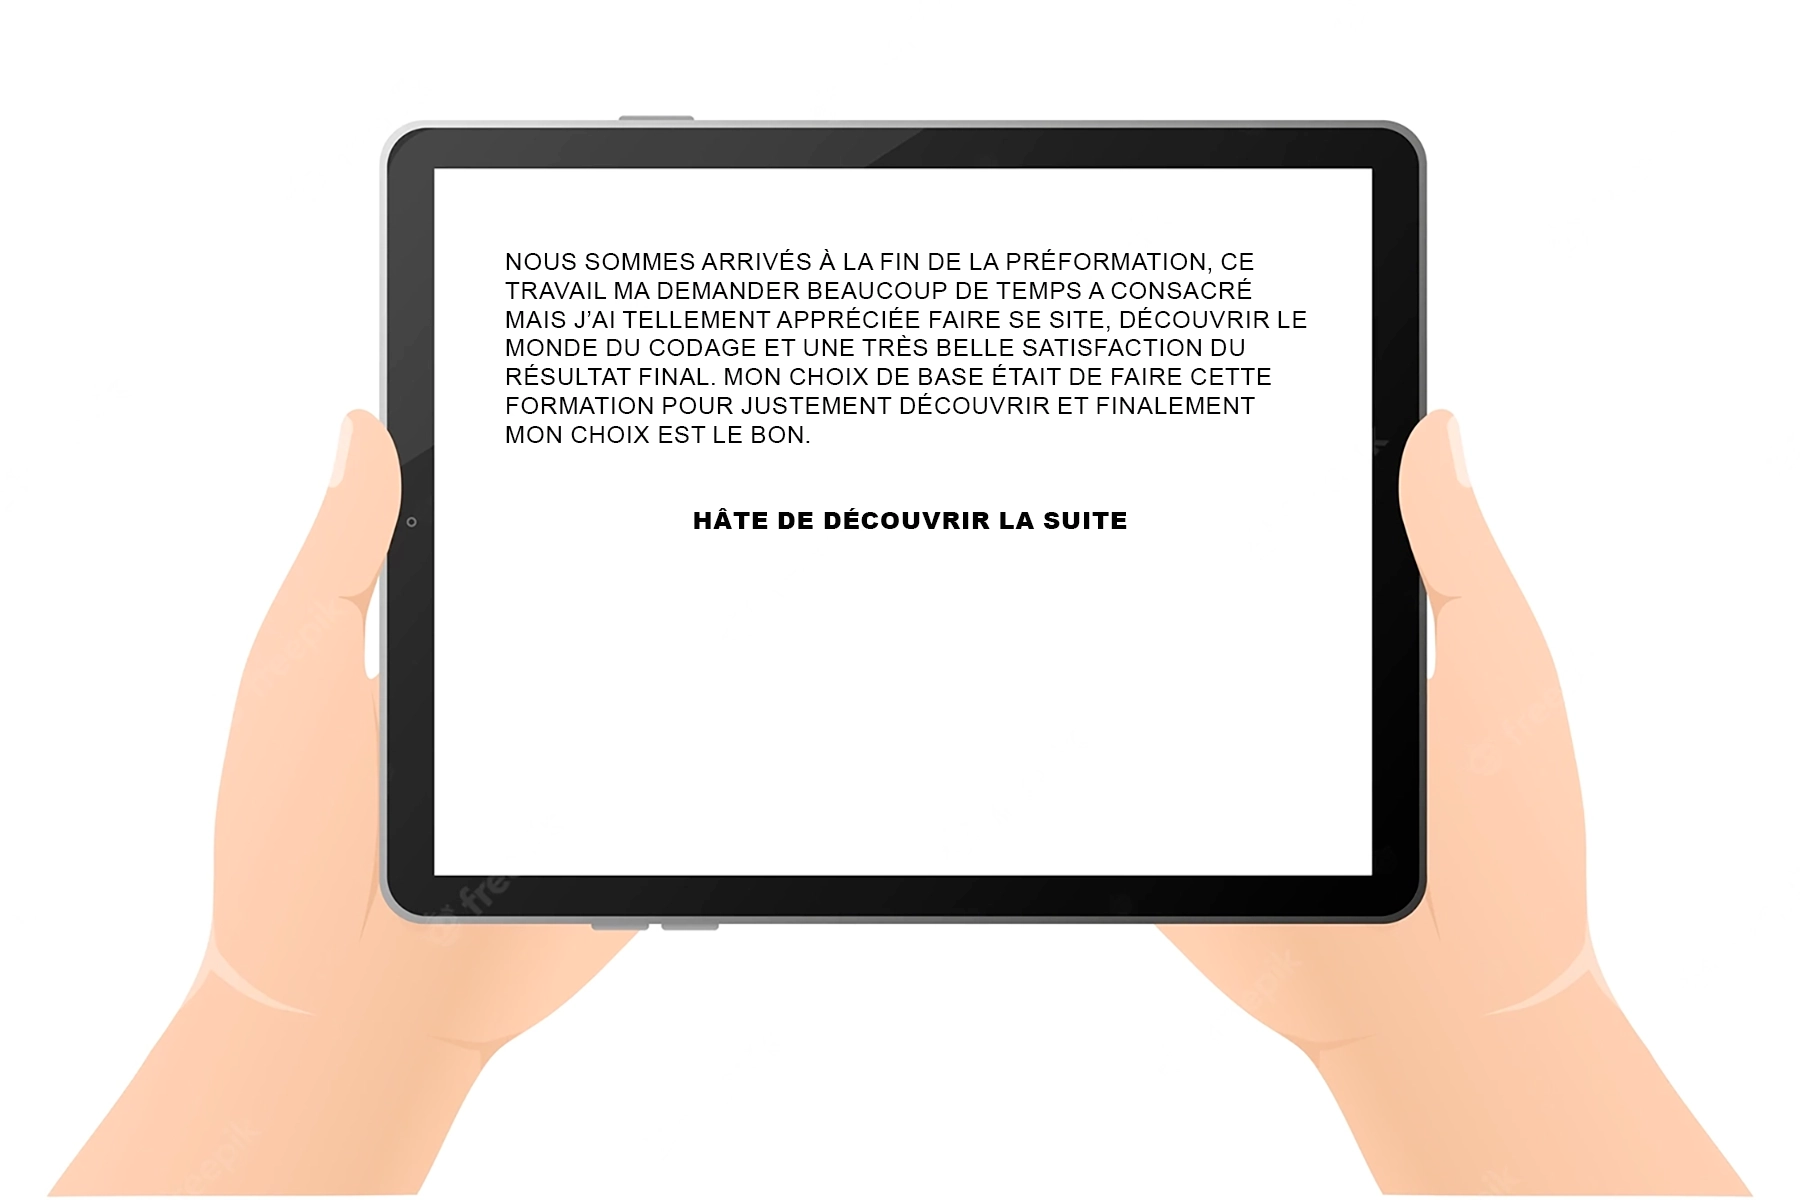 NOUS SOMMES ARRIVÉS À LA FIN DE LA PRÉFORMATION, CE
TRAVAIL MA DEMANDER BEAUCOUP DE TEMPS A CONSACRÉ
MAIS J’AI TELLEMENT APPRÉCIÉE FAIRE SE SITE, DÉCOUVRIR LE
MONDE DU CODAGE ET UNE TRÈS BELLE SATISFACTION DU
RÉSULTAT FINAL. MON CHOIX DE BASE ÉTAIT DE FAIRE CETTE
FORMATION POUR JUSTEMENT DÉCOUVRIR ET FINALEMENT
MON CHOIX EST LE BON.
HÂTE DE DÉCOUVRIR LA SUITE